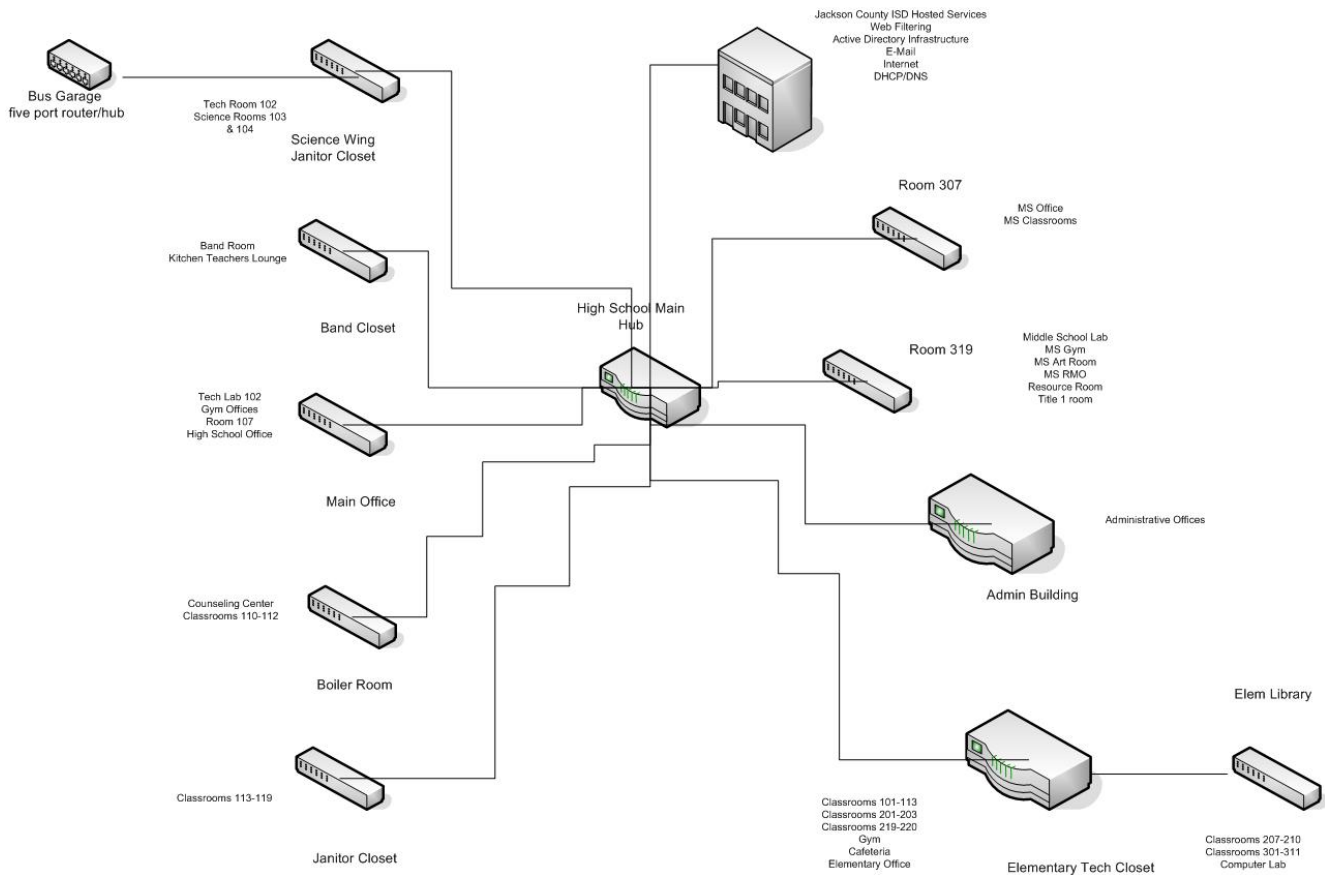 Jackson County ISD Hosted Services
Web Filtering
Active Directory Infrastructure
E-Mail
Internet
DHCP/DNS
Bus Garage
five port router/hub
Tech Room 102
Science Rooms 103
& 104
Science Wing
Janitor Closet
Room 307
MS Office
MS Classrooms
Band Room
Kitchen Teachers Lounge
Band Closet
High School Main
Hub
Room 319
Middle School Lab
MS Gym
MS Art Room
MS RMO
Resource Room
Title 1 room
Tech Lab 102
Gym Offices
Room 107
High School Office
Main Office
Administrative Offices
Admin Building
Counseling Center
Classrooms 110-112
Boiler Room
Elem Library
Classrooms 113-119
Janitor Closet
Classrooms 101-113
Classrooms 201-203
Classrooms 219-220
Gym
Cafeteria
Elementary Office
Elementary Tech Closet
Classrooms 207-210
Classrooms 301-311
Computer Lab